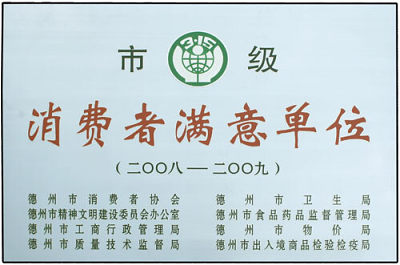 市 3·15 级
消费者满意单位
(二〇〇八—二〇〇九)
德州市消费者协会 德州市卫生局
德州市精神文明建设委员会办公室 德州市食品药品监督管理局
德州市工商行政管理局 德州市物价局
德州市质量技术监督局 德州市出入境商品检验检疫局